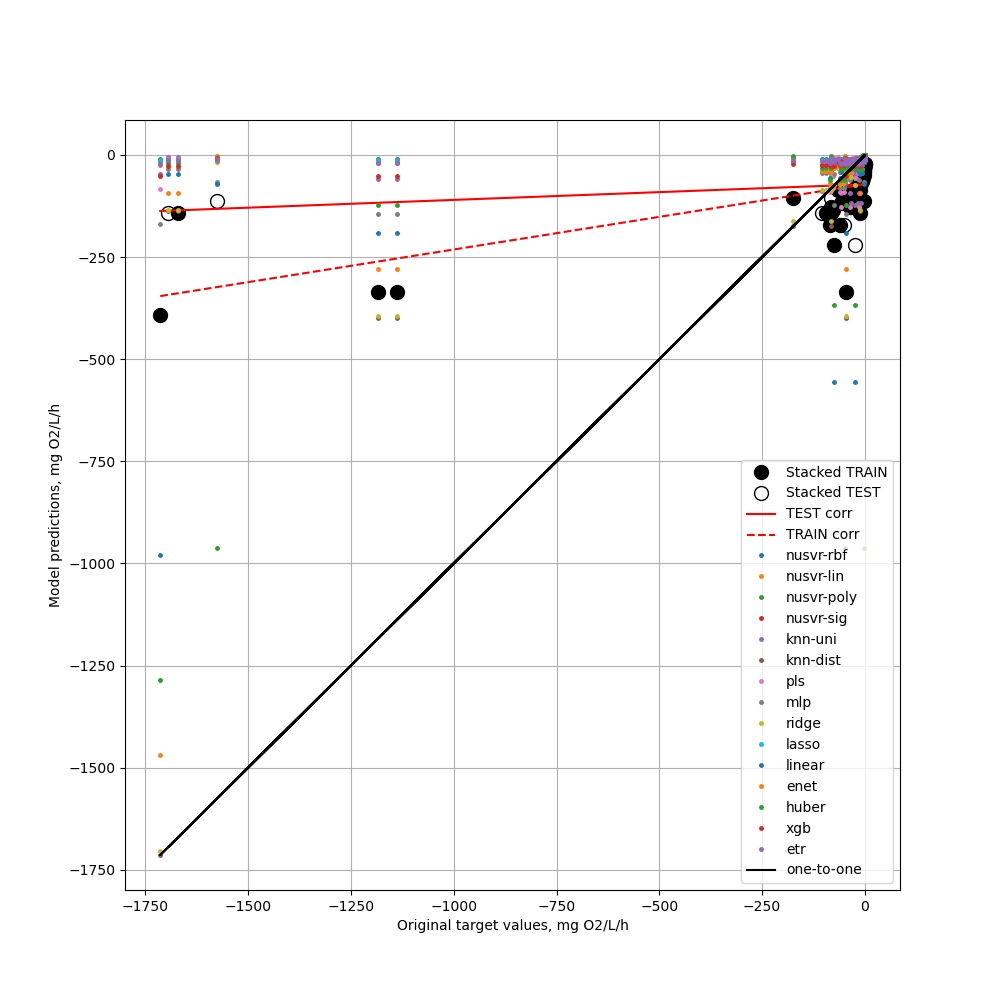 0
−250
−500
−750
−1000
−1250
−1500
−1750
Model predictions, mg O2/L/h
Stacked TRAIN
Stacked TEST
TEST corr
TRAIN corr
nusvr-rbf
nusvr-lin
nusvr-poly
nusvr-sig
knn-uni
knn-dist
pls
mlp
ridge
lasso
linear
enet
huber
xgb
etr
one-to-one
−1750 −1500 −1250 −1000 −750 −500 −250 0
Original target values, mg O2/L/h